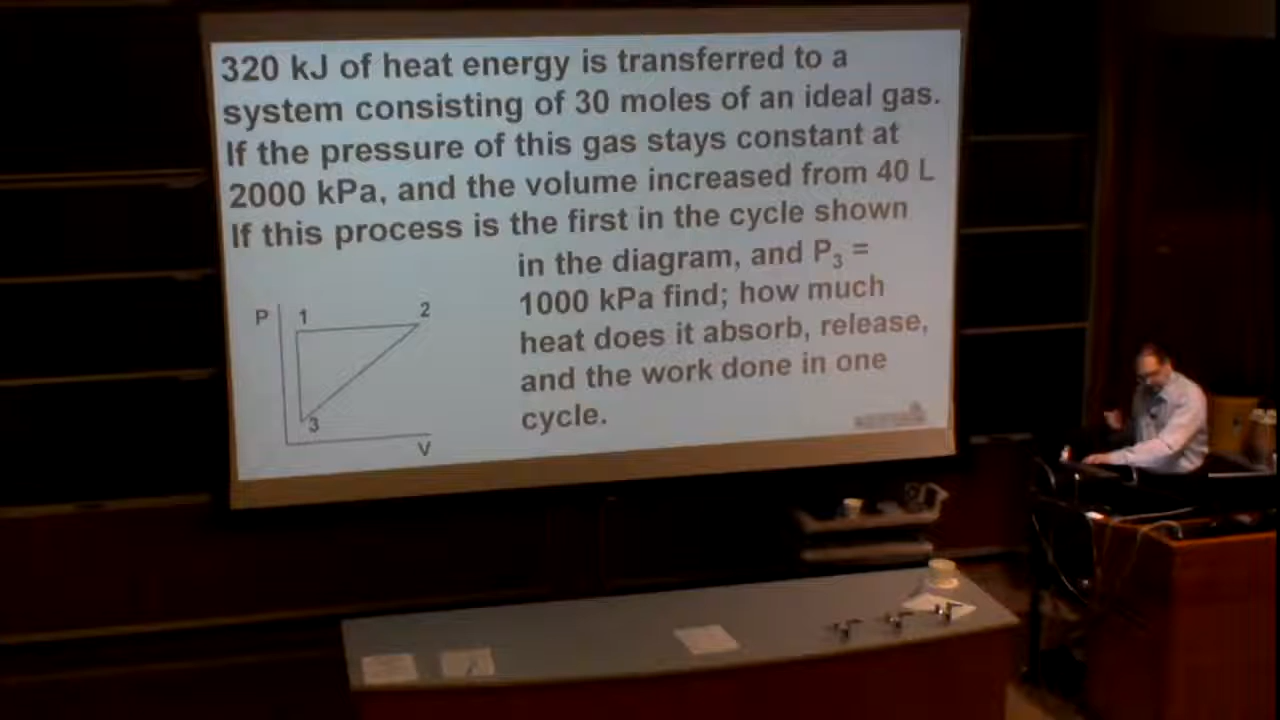 320 kJ of heat energy is transferred to a
system consisting of 30 moles of an ideal gas.
If the pressure of this gas stays constant at
2000 kPa, and the volume increased from 40 L
If this process is the first in the cycle shown
in the diagram, and P₃ =
1000 kPa find; how much
heat does it absorb, release,
and the work done in one
cycle.
P
1
2
3
V